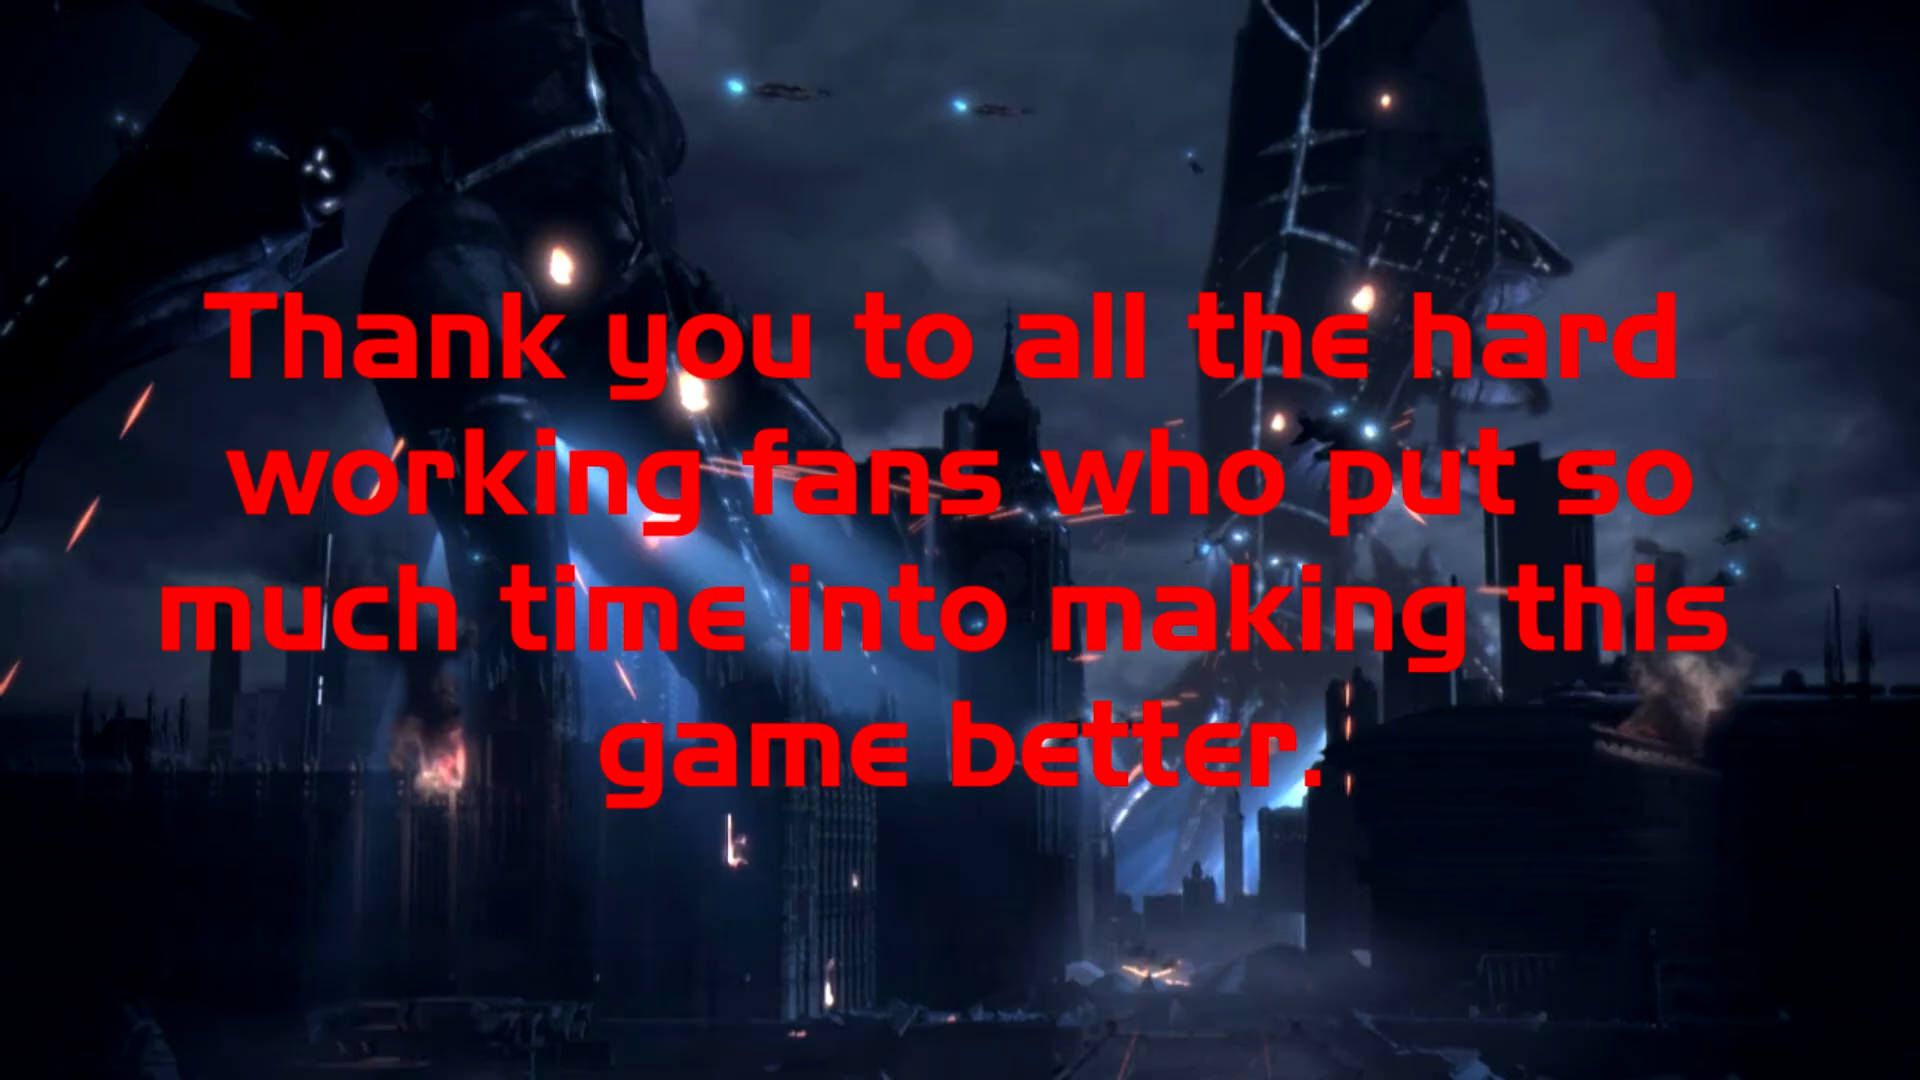 Thank you to all the hard
working fans who put so
much time into making this
game better.